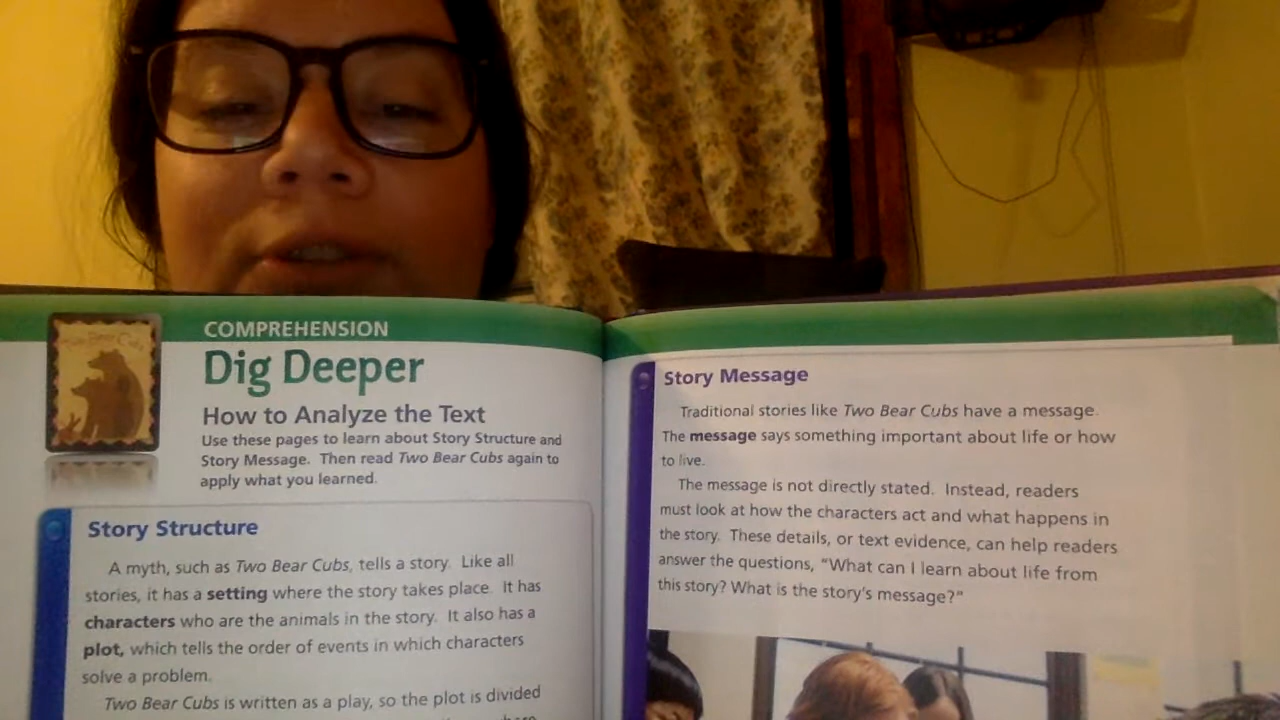 COMPREHENSION
Dig Deeper
How to Analyze the Text
Use these pages to learn about Story Structure and
Story Message. Then read Two Bear Cubs again to
apply what you learned.
Story Structure
A myth, such as Two Bear Cubs, tells a story. Like all
stories, it has a setting where the story takes place. It has
characters who are the animals in the story. It also has a
plot, which tells the order of events in which characters
solve a problem.
Two Bear Cubs is written as a play, so the plot is divided
Story Message
Traditional stories like Two Bear Cubs have a message.
The message says something important about life or how
to live.
The message is not directly stated. Instead, readers
must look at how the characters act and what happens in
the story. These details, or text evidence, can help readers
answer the questions, “What can I learn about life from
this story? What is the story's message?”